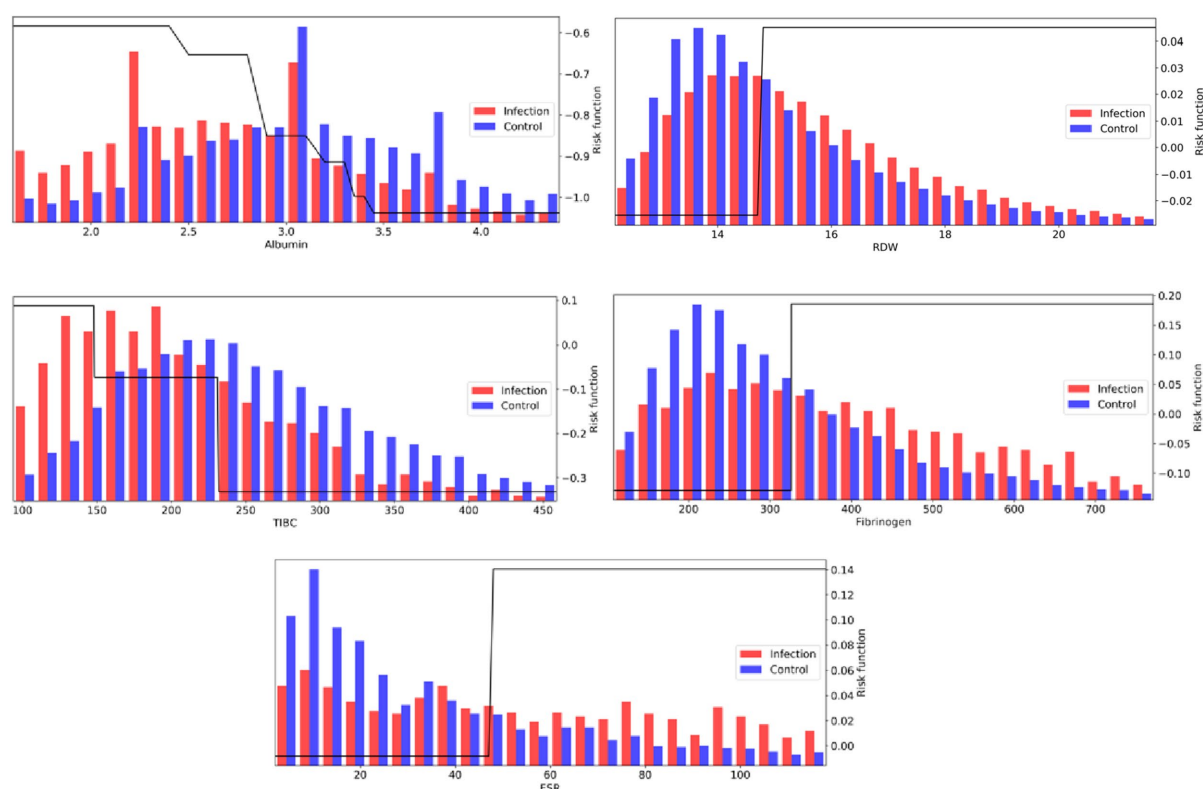 −0.6
−0.7
−0.8
−0.9
−1.0
Risk function
Infection
Control
2.0 2.5 3.0 3.5 4.0
Albumin
0.04
0.03
0.02
0.01
0.00
−0.01
−0.02
Risk function
Infection
Control
14 16 18 20
RDW
0.1
0.0
−0.1
−0.2
−0.3
Risk function
Infection
Control
100 150 200 250 300 350 400 450
TIBC
0.20
0.15
0.10
0.05
0.00
−0.05
−0.10
Risk function
Infection
Control
200 300 400 500 600 700
Fibrinogen
0.14
0.12
0.10
0.08
0.06
0.04
0.02
0.00
Risk function
Infection
Control
20 40 60 80 100
ESR